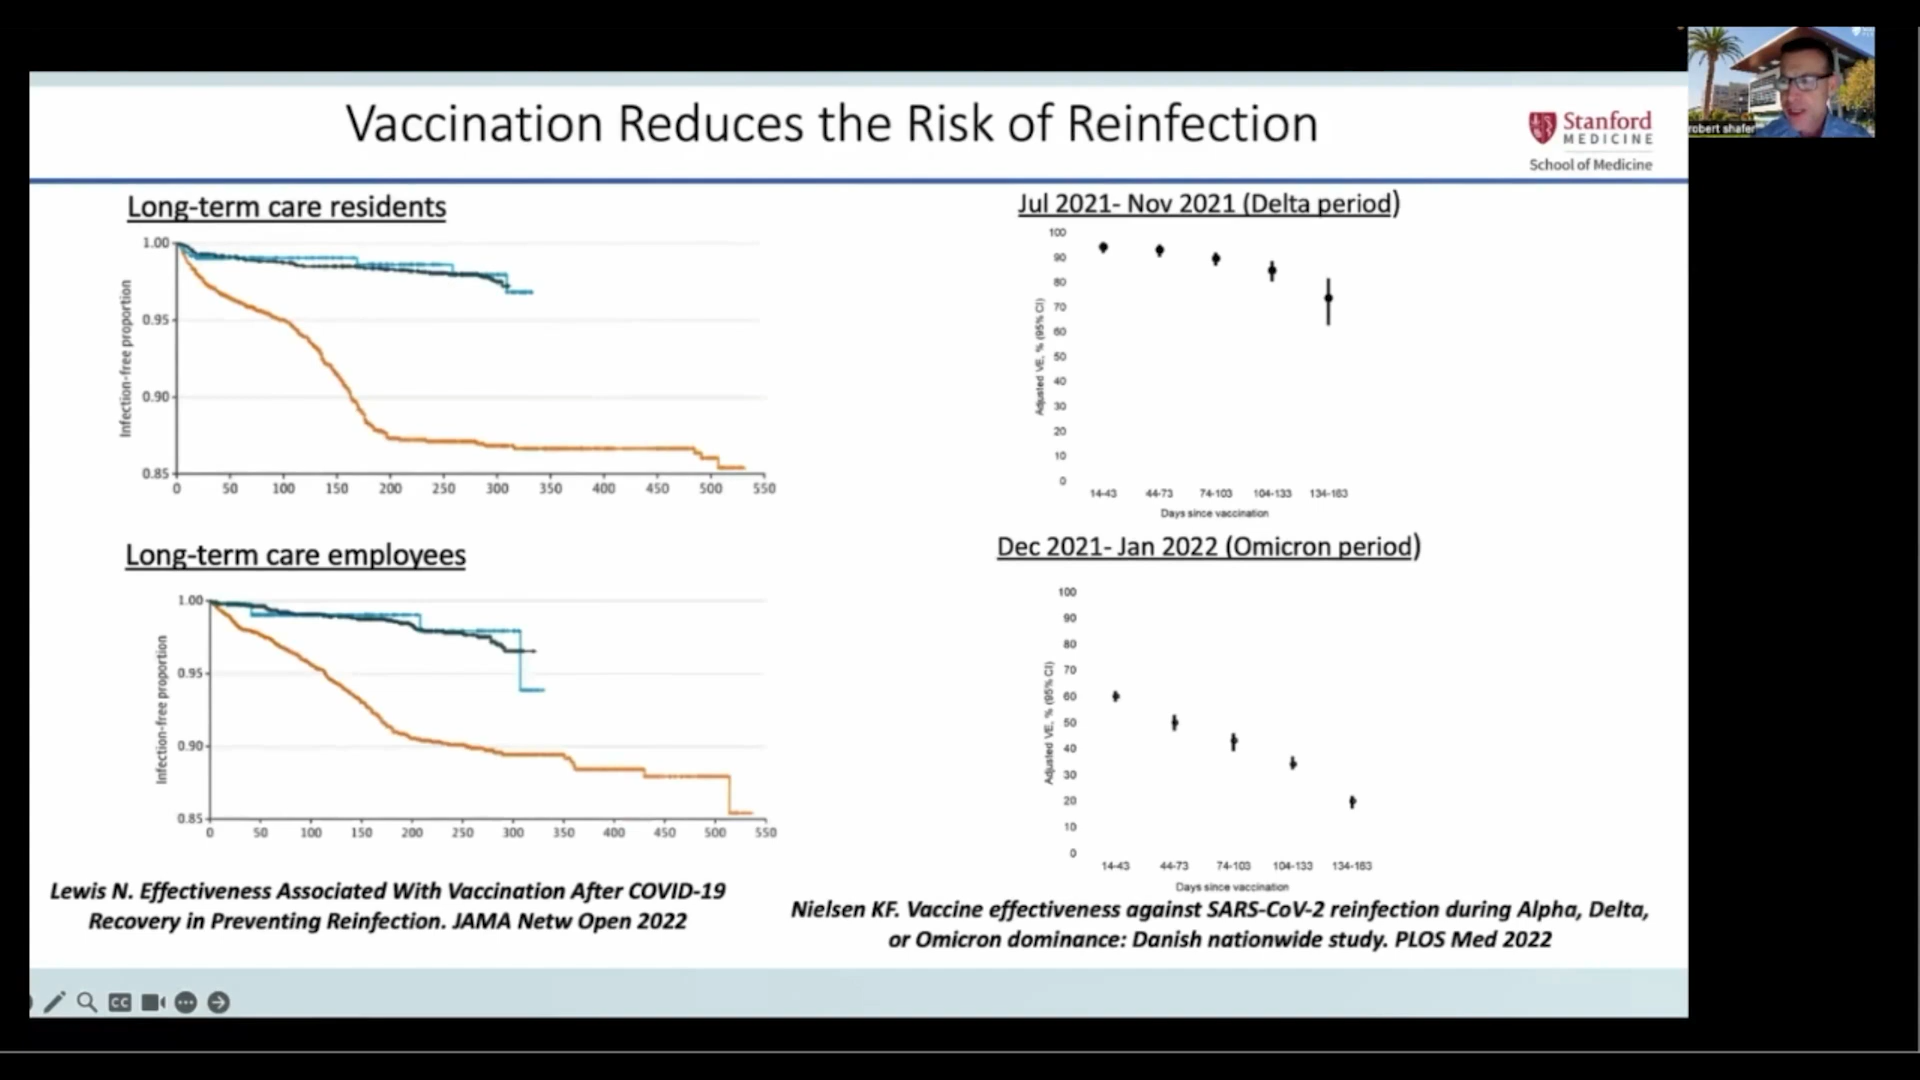 Vaccination Reduces the Risk of Reinfection
Stanford
MEDICINE
School of Medicine
robert shafer
Long-term care residents
Infection-free proportion
1.00
0.95
0.90
0.85
0 50 100 150 200 250 300 350 400 450 500 550
Long-term care employees
Infection-free proportion
1.00
0.95
0.90
0.85
0 50 100 150 200 250 300 350 400 450 500 550
Lewis N. Effectiveness Associated With Vaccination After COVID-19
Recovery in Preventing Reinfection. JAMA Netw Open 2022
Jul 2021- Nov 2021 (Delta period)
Adjusted VE, % (95% CI)
100
90
80
70
60
50
40
30
20
10
0
14-43 44-73 74-103 104-133 134-163
Days since vaccination
Dec 2021- Jan 2022 (Omicron period)
Adjusted VE, % (95% CI)
100
90
80
70
60
50
40
30
20
10
0
14-43 44-73 74-103 104-133 134-163
Days since vaccination
Nielsen KF. Vaccine effectiveness against SARS-CoV-2 reinfection during Alpha, Delta,
or Omicron dominance: Danish nationwide study. PLOS Med 2022
CC